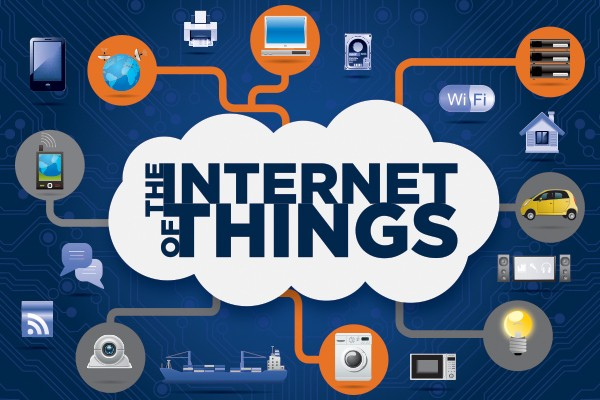 WiFi
THE INTERNET
OF THINGS